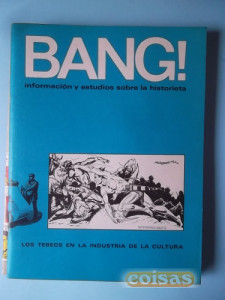 BANG!
información y estudios sobre la historieta
LOS TEBEOS EN LA INDUSTRIA DE LA CULTURA
coisas